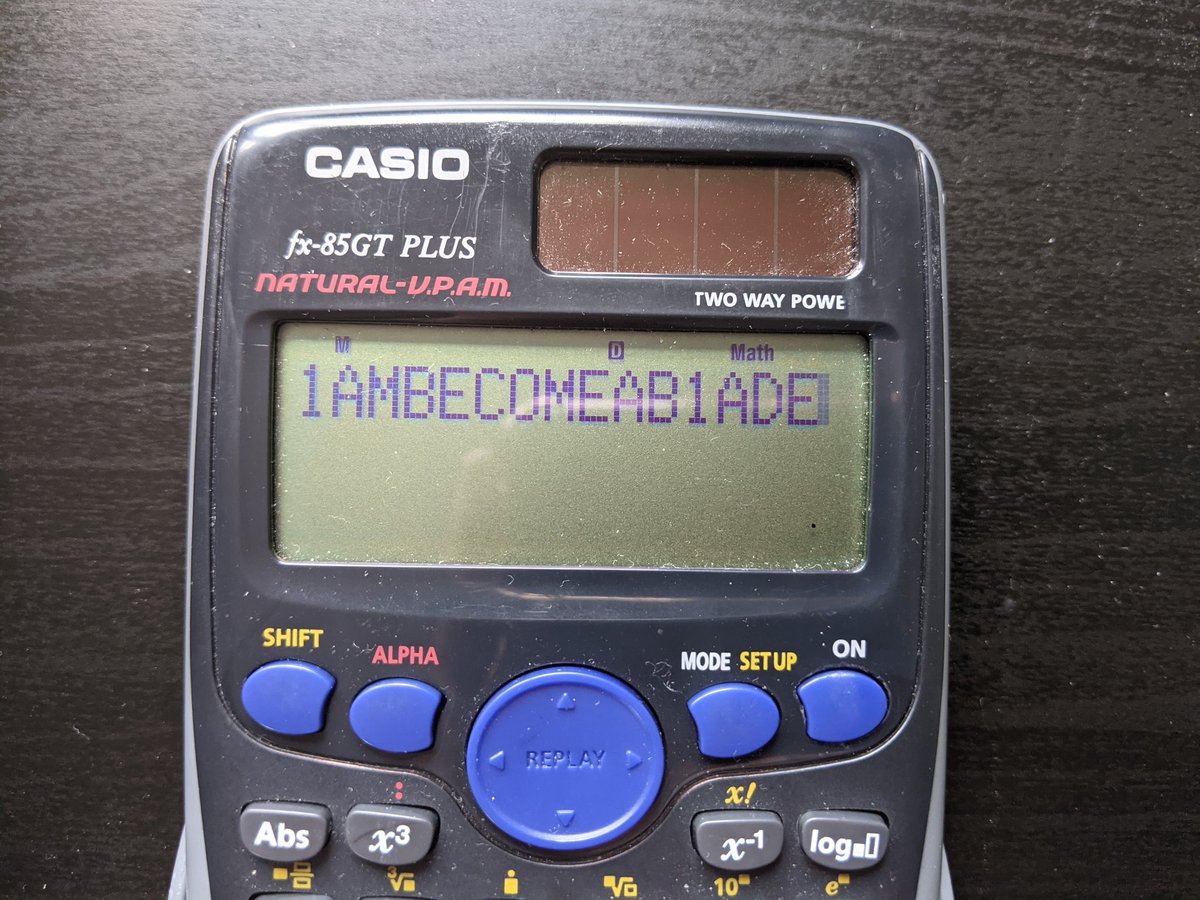 CASIO
fx-85GT PLUS
NATURAL-V.P.A.M.
TWO WAY POWE
M D Math
1AMBECOMEAB1ADE
SHIFT ALPHA MODE SETUP ON
REPLAY
x!
Abs x³ x⁻¹ log▪▯
10▪ e▪